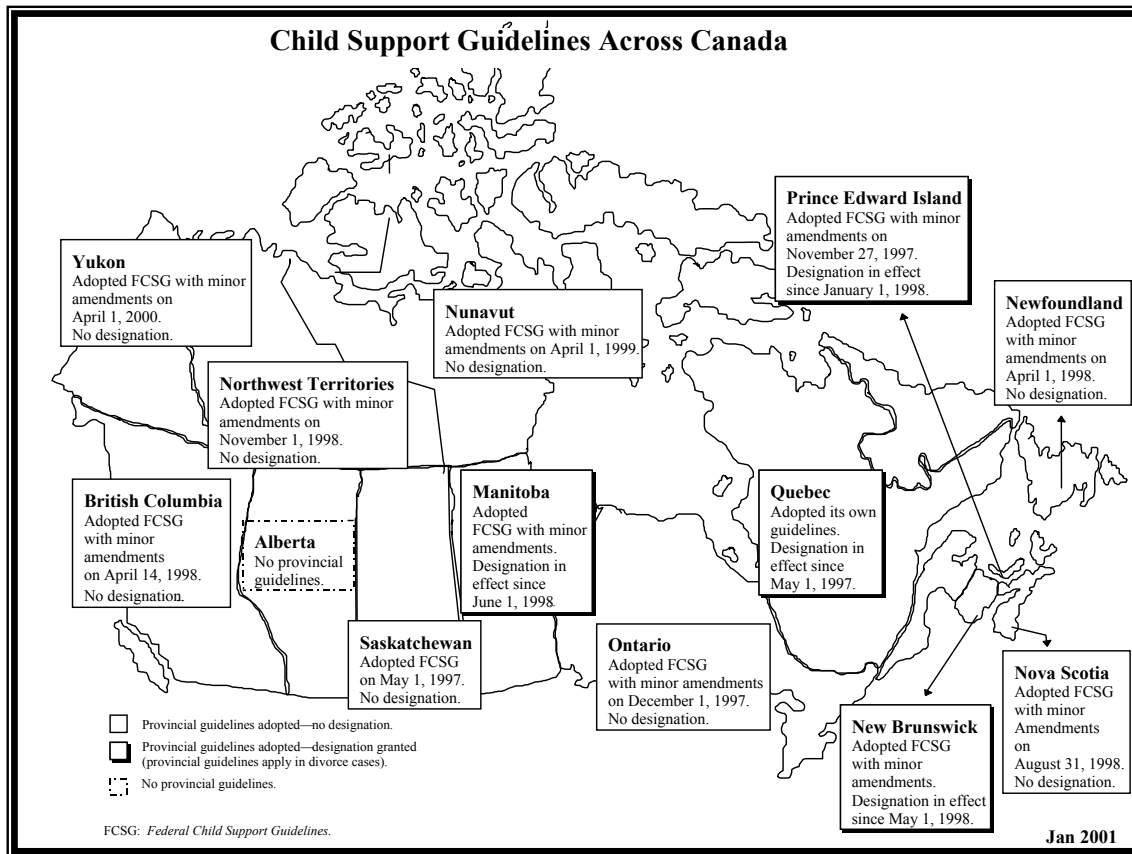 Child Support Guidelines Across Canada
Prince Edward Island
Adopted FCSG with minor
amendments on
November 27, 1997.
Designation in effect
since January 1, 1998.
Yukon
Adopted FCSG with minor
amendments on
April 1, 2000.
No designation.
Nunavut
Adopted FCSG with minor
amendments on April 1, 1999.
No designation.
Newfoundland
Adopted FCSG
with minor
amendments on
April 1, 1998.
No designation.
Northwest Territories
Adopted FCSG with minor
amendments on
November 1, 1998.
No designation.
British Columbia
Adopted FCSG
with minor
amendments
on April 14, 1998.
No designation.
Alberta
No provincial
guidelines.
Manitoba
Adopted
FCSG with minor
amendments.
Designation in
effect since
June 1, 1998.
Quebec
Adopted its own
guidelines.
Designation in
effect since
May 1, 1997.
Saskatchewan
Adopted FCSG
on May 1, 1997.
No designation.
Ontario
Adopted FCSG
with minor amendments
on December 1, 1997.
No designation.
Nova Scotia
Adopted FCSG
with minor
Amendments
on
August 31, 1998.
No designation.
New Brunswick
Adopted FCSG
with minor
amendments.
Designation in effect
since May 1, 1998.
Provincial guidelines adopted—no designation.
Provincial guidelines adopted—designation granted
(provincial guidelines apply in divorce cases).
No provincial guidelines.
FCSG: Federal Child Support Guidelines.
Jan 2001